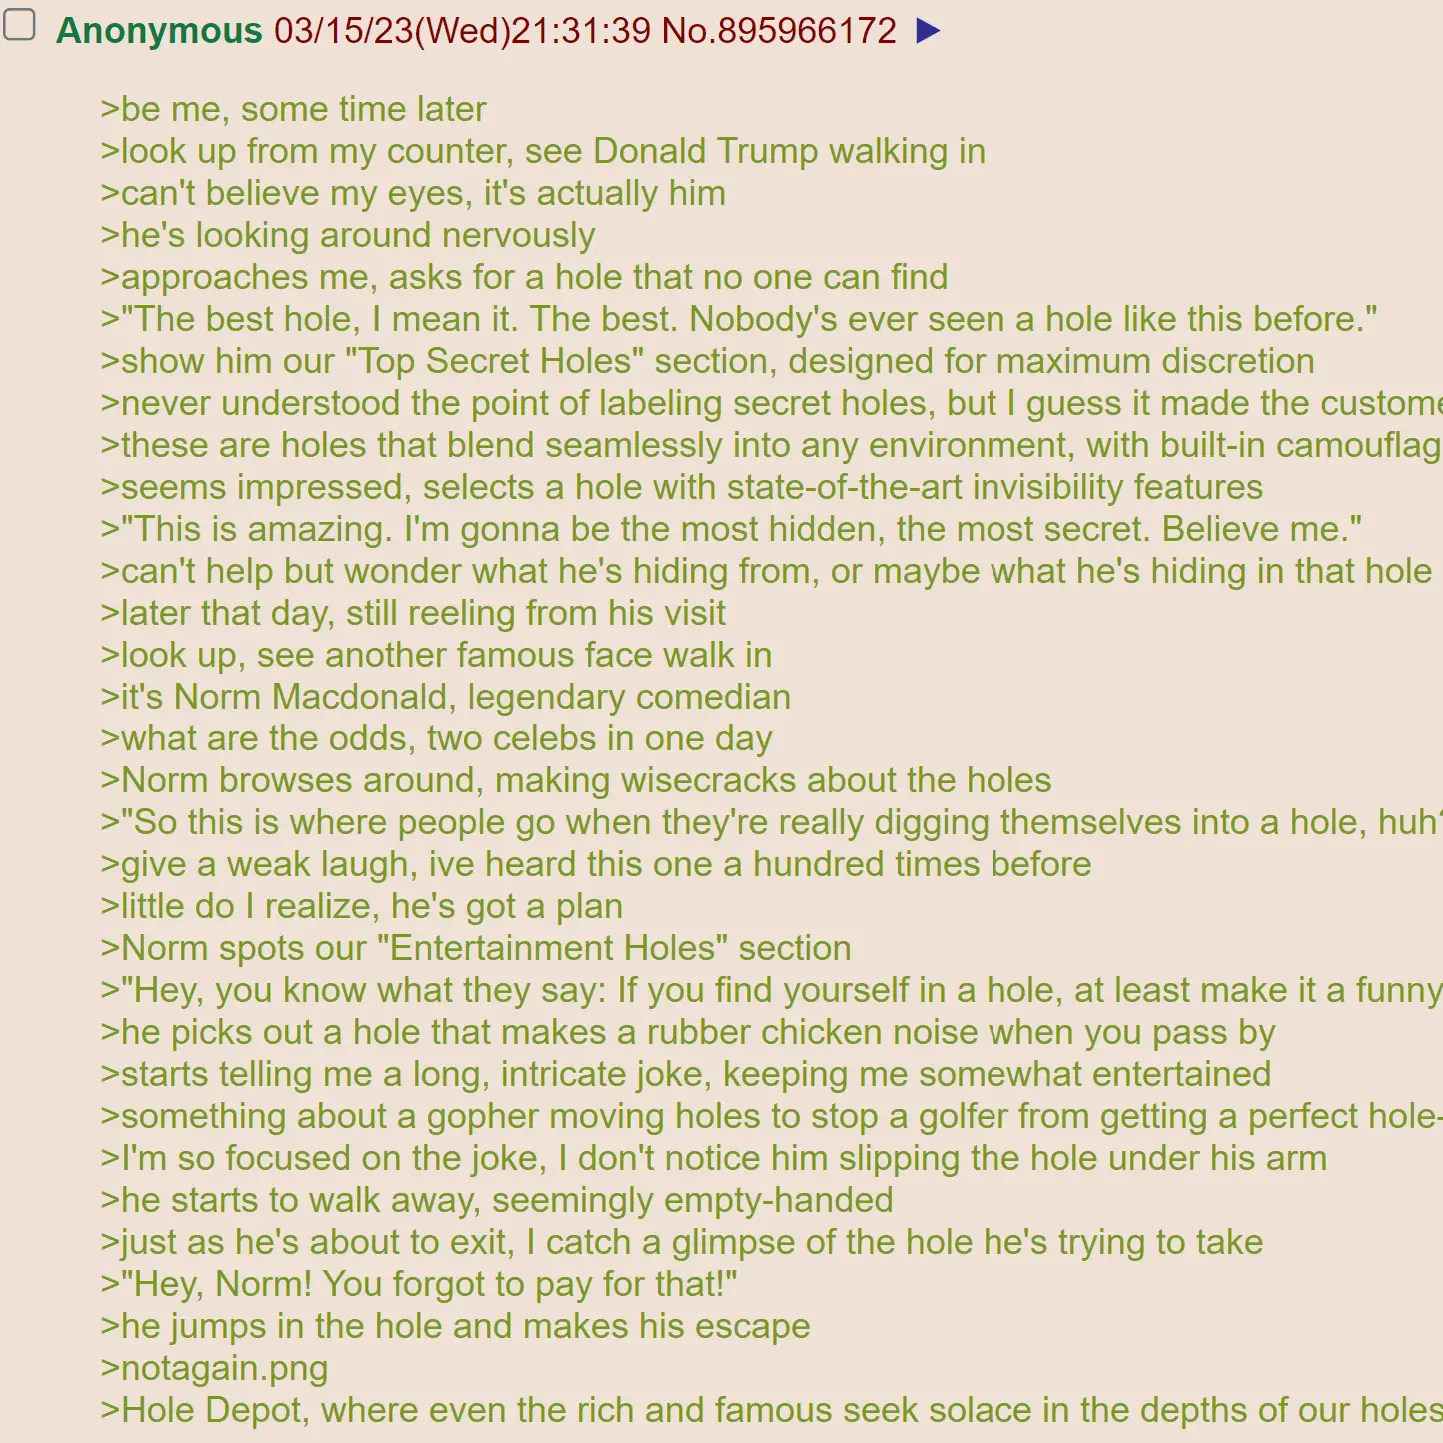 Anonymous 03/15/23(Wed)21:31:39 No.895966172 ▶
>be me, some time later
>look up from my counter, see Donald Trump walking in
>can't believe my eyes, it's actually him
>he's looking around nervously
>approaches me, asks for a hole that no one can find
>"The best hole, I mean it. The best. Nobody's ever seen a hole like this before."
>show him our "Top Secret Holes" section, designed for maximum discretion
>never understood the point of labeling secret holes, but I guess it made the custome
>these are holes that blend seamlessly into any environment, with built-in camouflag
>seems impressed, selects a hole with state-of-the-art invisibility features
>"This is amazing. I'm gonna be the most hidden, the most secret. Believe me."
>can't help but wonder what he's hiding from, or maybe what he's hiding in that hole
>later that day, still reeling from his visit
>look up, see another famous face walk in
>it's Norm Macdonald, legendary comedian
>what are the odds, two celebs in one day
>Norm browses around, making wisecracks about the holes
>"So this is where people go when they're really digging themselves into a hole, huh?
>give a weak laugh, ive heard this one a hundred times before
>little do I realize, he's got a plan
>Norm spots our "Entertainment Holes" section
>"Hey, you know what they say: If you find yourself in a hole, at least make it a funny
>he picks out a hole that makes a rubber chicken noise when you pass by
>starts telling me a long, intricate joke, keeping me somewhat entertained
>something about a gopher moving holes to stop a golfer from getting a perfect hole-
>I'm so focused on the joke, I don't notice him slipping the hole under his arm
>he starts to walk away, seemingly empty-handed
>just as he's about to exit, I catch a glimpse of the hole he's trying to take
>"Hey, Norm! You forgot to pay for that!"
>he jumps in the hole and makes his escape
>notagain.png
>Hole Depot, where even the rich and famous seek solace in the depths of our holes